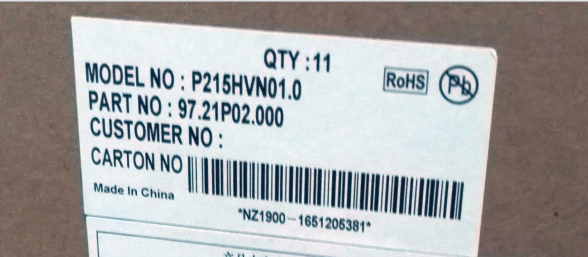 QTY : 11
MODEL NO : P215HVN01.0
RoHS
Pb
PART NO : 97.21P02.000
CUSTOMER NO :
CARTON NO
Made In China
*NZ1900-1651205381*